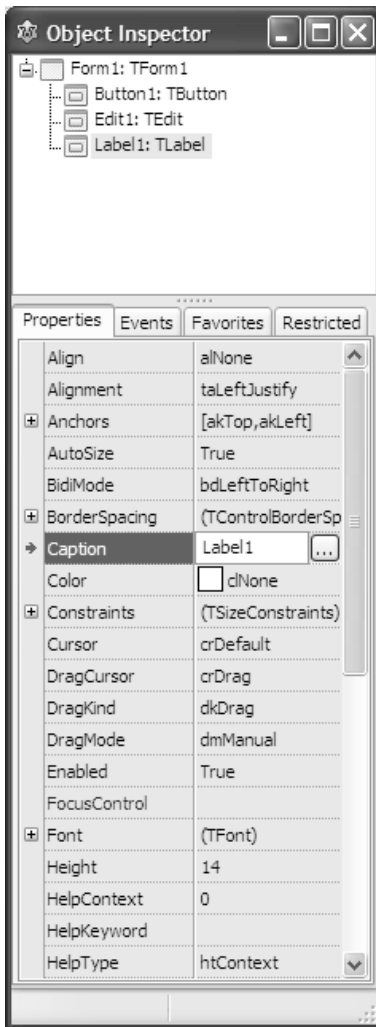 Object Inspector
Form1: TForm1
Button1: TButton
Edit1: TEdit
Label1: TLabel
Properties Events Favorites Restricted
Align alNone
Alignment taLeftJustify
Anchors [akTop,akLeft]
AutoSize True
BidiMode bdLeftToRight
BorderSpacing (TControlBorderSp
Caption Label1 ...
Color clNone
Constraints (TSizeConstraints)
Cursor crDefault
DragCursor crDrag
DragKind dkDrag
DragMode dmManual
Enabled True
FocusControl
Font (TFont)
Height 14
HelpContext 0
HelpKeyword
HelpType htContext